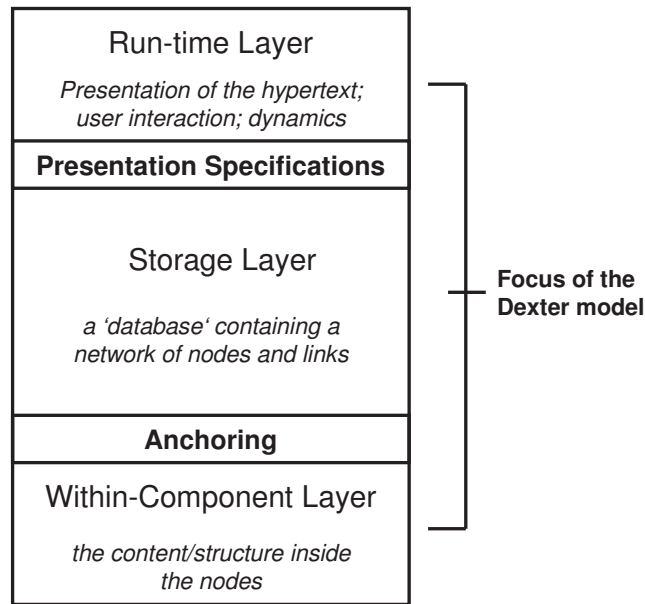 Run-time Layer
Presentation of the hypertext;
user interaction; dynamics
Presentation Specifications
Storage Layer
a ‘database‘ containing a
network of nodes and links
Focus of the
Dexter model
Anchoring
Within-Component Layer
the content/structure inside
the nodes